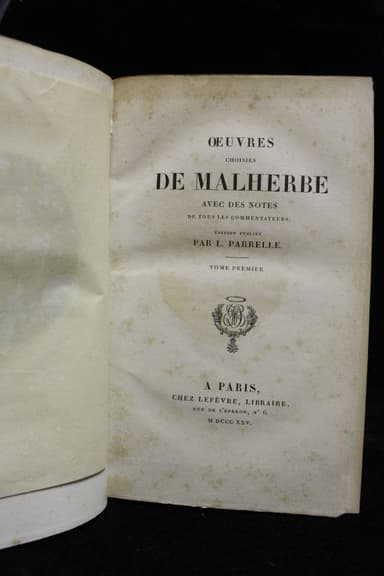 ŒUVRES
CHOISIES
DE MALHERBE
AVEC DES NOTES
DE TOUS LES COMMENTATEURS;
ÉDITION PUBLIÉE
PAR L. PARRELLE.
TOME PREMIER
A PARIS,
CHEZ LEFÈVRE, LIBRAIRE,
RUE DE L'ÉPERON, N° 6.
M DCCC XXV.